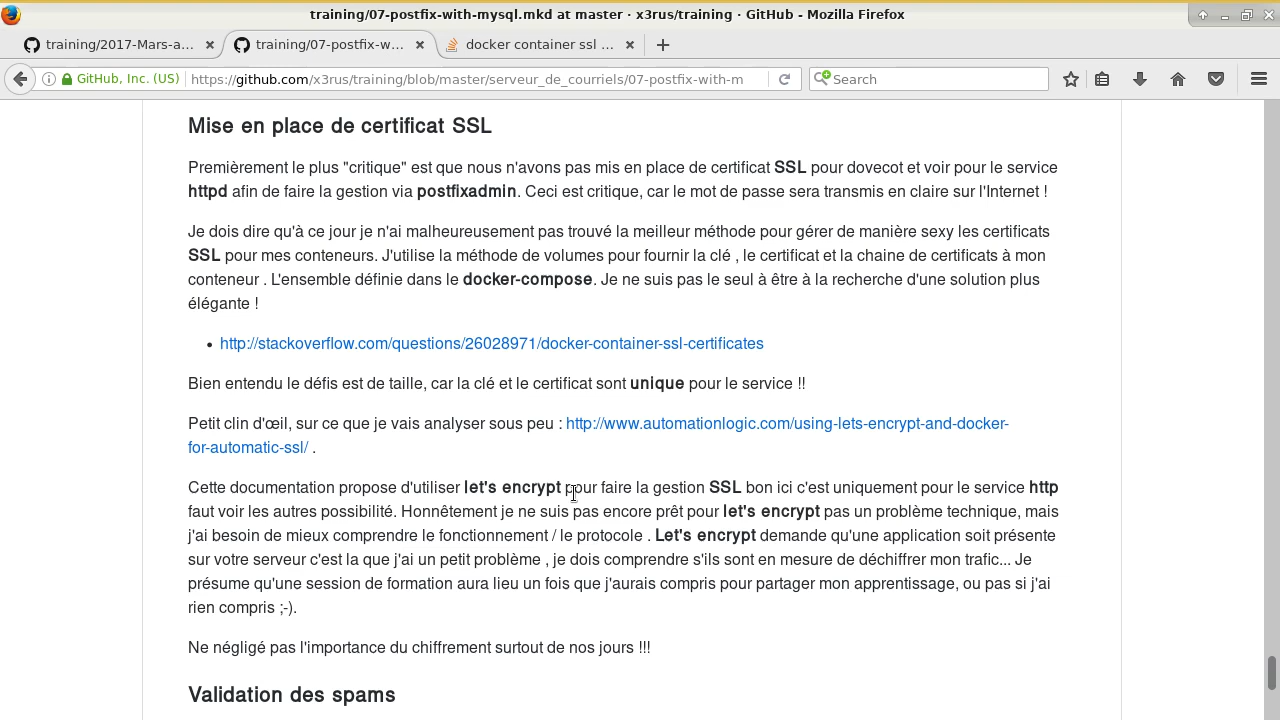 training/07-postfix-with-mysql.mkd at master · x3rus/training · GitHub - Mozilla Firefox
training/2017-Mars-a... × training/07-postfix-w... × docker container ssl ... ×
GitHub, Inc. (US) https://github.com/x3rus/training/blob/master/serveur_de_courriels/07-postfix-with-m Search
Mise en place de certificat SSL
Premièrement le plus "critique" est que nous n'avons pas mis en place de certificat SSL pour dovecot et voir pour le service
httpd afin de faire la gestion via postfixadmin. Ceci est critique, car le mot de passe sera transmis en claire sur l'Internet !
Je dois dire qu'à ce jour je n'ai malheureusement pas trouvé la meilleur méthode pour gérer de manière sexy les certificats
SSL pour mes conteneurs. J'utilise la méthode de volumes pour fournir la clé , le certificat et la chaine de certificats à mon
conteneur . L'ensemble définie dans le docker-compose. Je ne suis pas le seul à être à la recherche d'une solution plus
élégante !
• http://stackoverflow.com/questions/26028971/docker-container-ssl-certificates
Bien entendu le défis est de taille, car la clé et le certificat sont unique pour le service !!
Petit clin d'œil, sur ce que je vais analyser sous peu : http://www.automationlogic.com/using-lets-encrypt-and-docker-
for-automatic-ssl/ .
Cette documentation propose d'utiliser let's encrypt pour faire la gestion SSL bon ici c'est uniquement pour le service http
faut voir les autres possibilité. Honnêtement je ne suis pas encore prêt pour let's encrypt pas un problème technique, mais
j'ai besoin de mieux comprendre le fonctionnement / le protocole . Let's encrypt demande qu'une application soit présente
sur votre serveur c'est la que j'ai un petit problème , je dois comprendre s'ils sont en mesure de déchiffrer mon trafic... Je
présume qu'une session de formation aura lieu un fois que j'aurais compris pour partager mon apprentissage, ou pas si j'ai
rien compris ;-).
Ne négligé pas l'importance du chiffrement surtout de nos jours !!!
Validation des spams